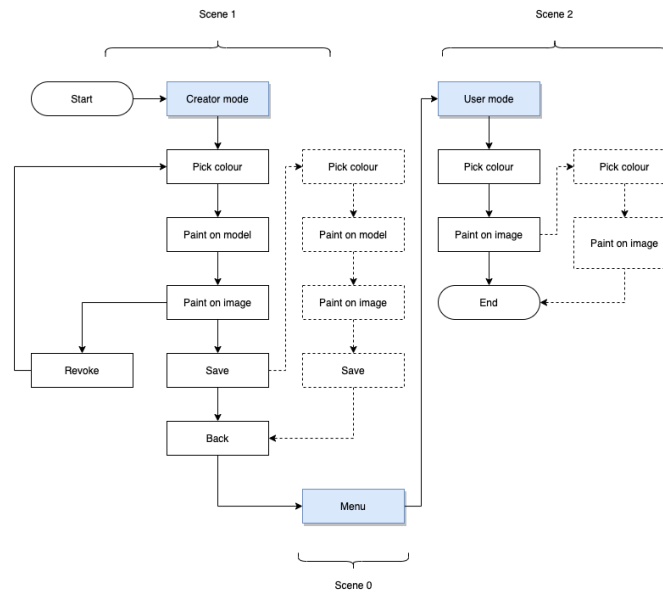 Scene 1
Scene 2
Start
Creator mode
User mode
Pick colour
Pick colour
Pick colour
Pick colour
Paint on model
Paint on model
Paint on image
Paint on image
Paint on image
Paint on image
End
Revoke
Save
Save
Back
Menu
Scene 0